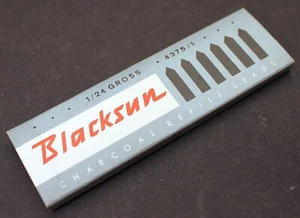 1/24 GROSS 4375/1
Blacksun
CHARCOAL REFILL LEADS